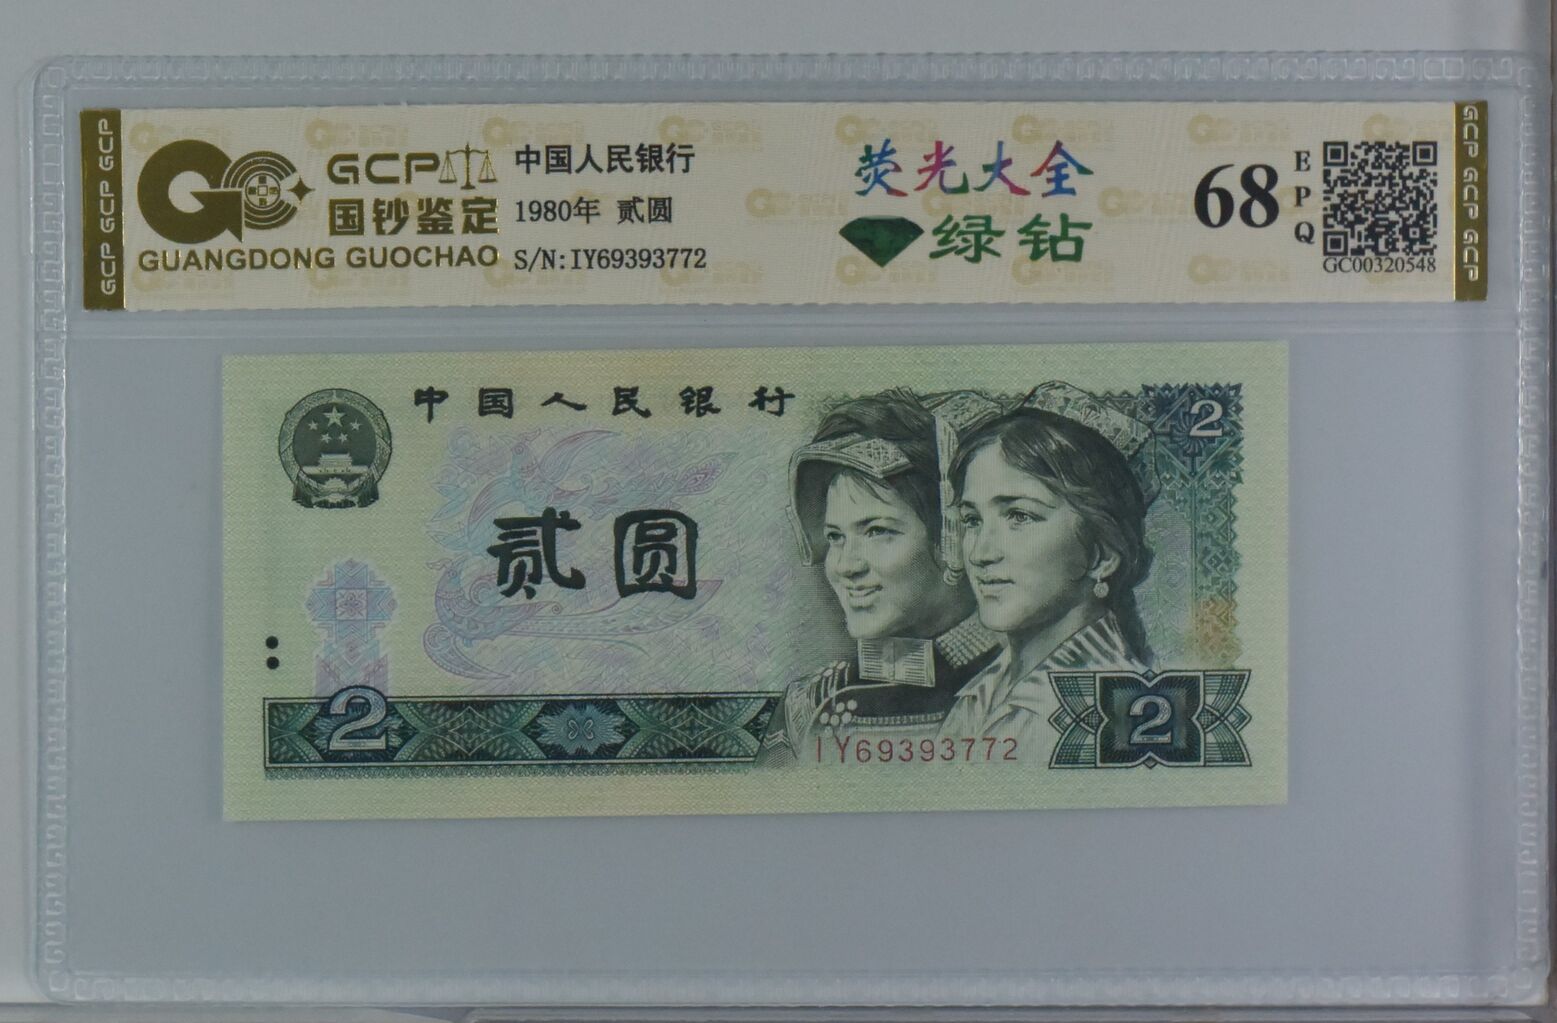 GCP
国钞鉴定
GUANGDONG GUOCHAO
中国人民银行
1980年 贰圆
S/N:IY69393772
荧光大全
绿钻
68
EPQ
GC00320548
GCP GCP GCP
GCP GCP GCP
中国人民银行
2
贰圆
2
2
IY69393772